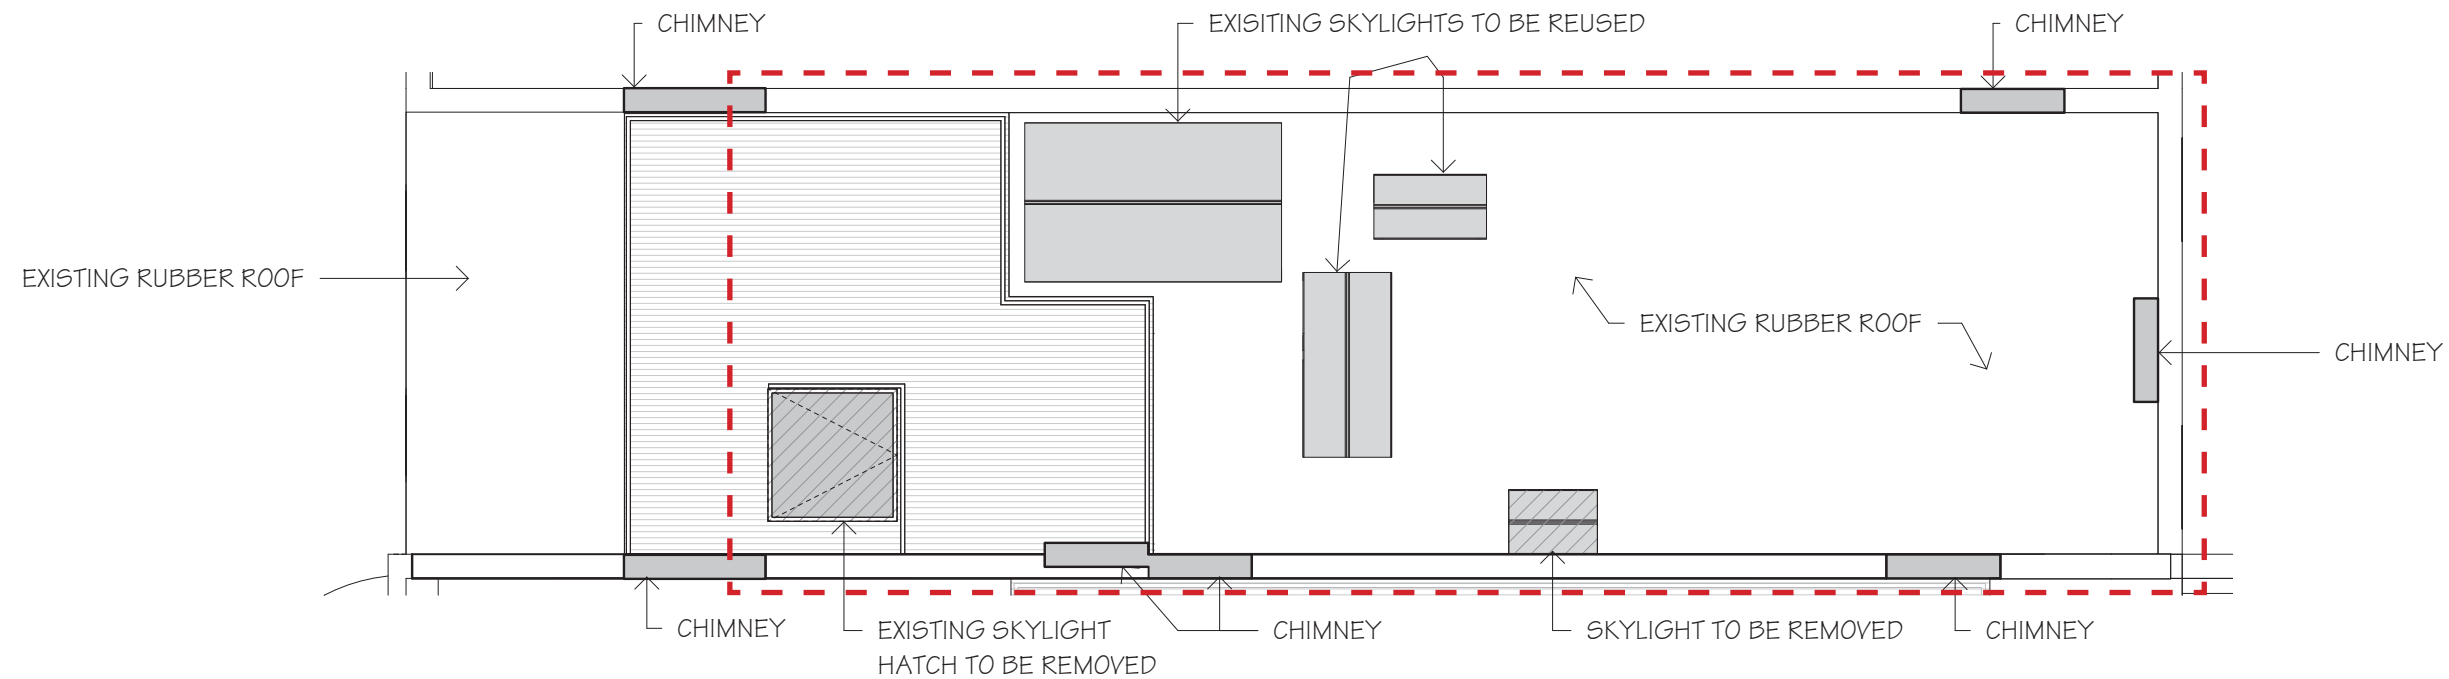 CHIMNEY
EXISITING SKYLIGHTS TO BE REUSED
CHIMNEY
EXISTING RUBBER ROOF
EXISTING RUBBER ROOF
CHIMNEY
CHIMNEY
EXISTING SKYLIGHT
HATCH TO BE REMOVED
CHIMNEY
SKYLIGHT TO BE REMOVED
CHIMNEY